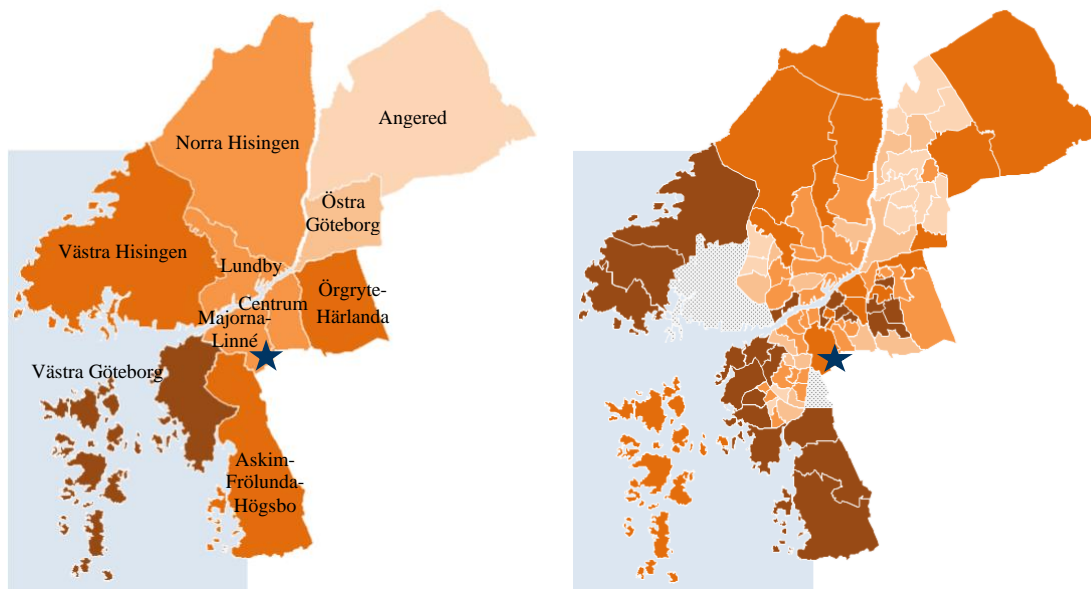 Angered
Norra Hisingen
Östra
Göteborg
Västra Hisingen
Lundby
Örgryte-
Härlanda
Centrum
Majorna-
Linné
Västra Göteborg
Askim-
Frölunda-
Högsbo